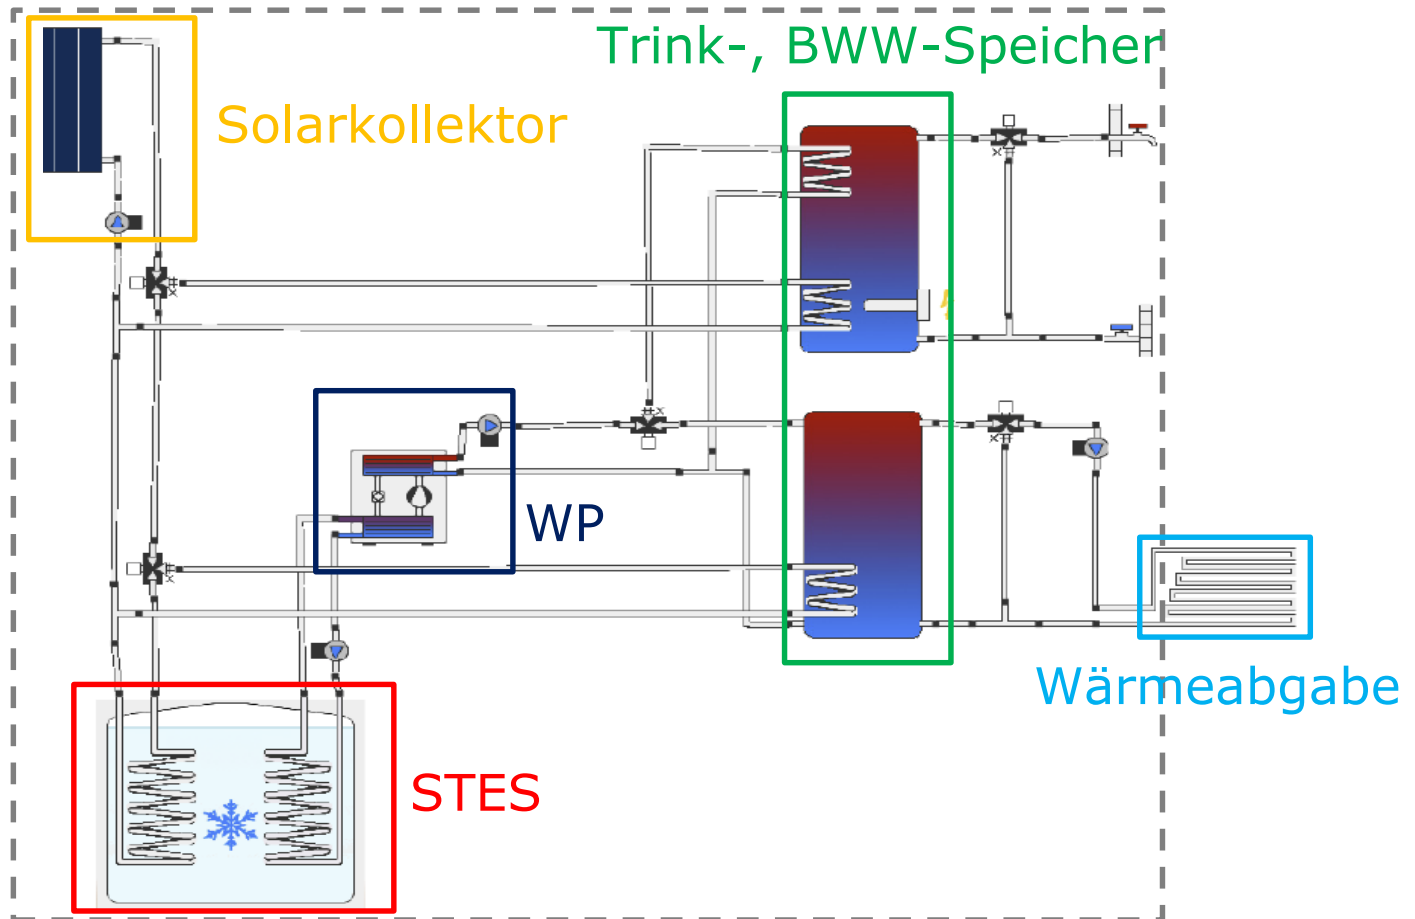 Trink-, BWW-Speicher
Solarkollektor
WP
Wärmeabgabe
STES